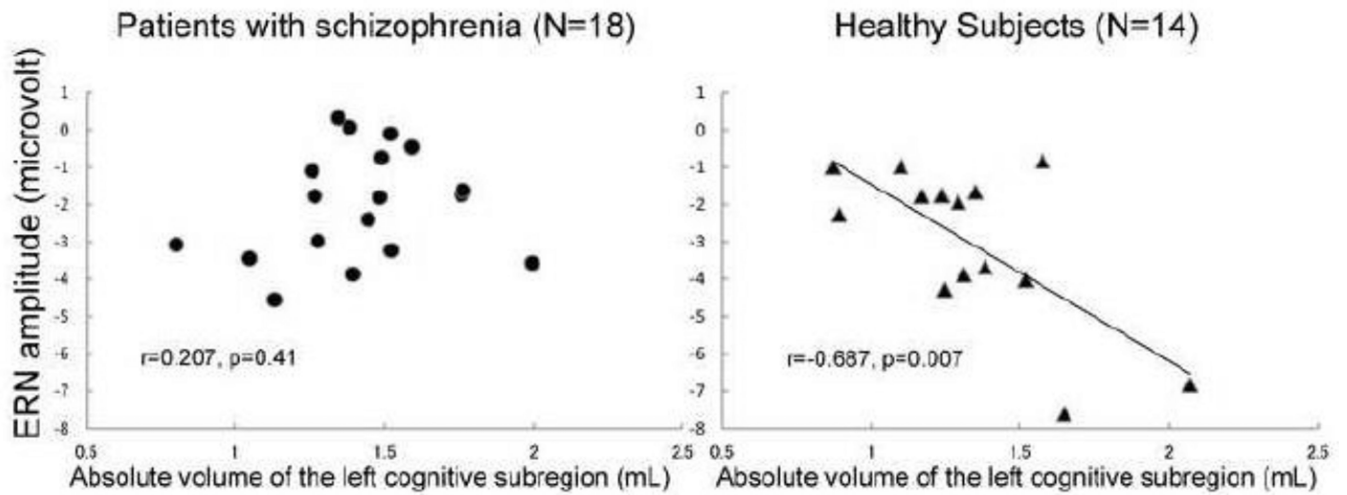 Patients with schizophrenia (N=18)
Healthy Subjects (N=14)
ERN amplitude (microvolt)
1
0
-1
-2
-3
-4
-5
-6
-7
-8
r=0.207, p=0.41
0.5 1 1.5 2 2.5
Absolute volume of the left cognitive subregion (mL)
1
0
-1
-2
-3
-4
-5
-6
-7
-8
r=-0.687, p=0.007
0.5 1 1.5 2 2.5
Absolute volume of the left cognitive subregion (mL)